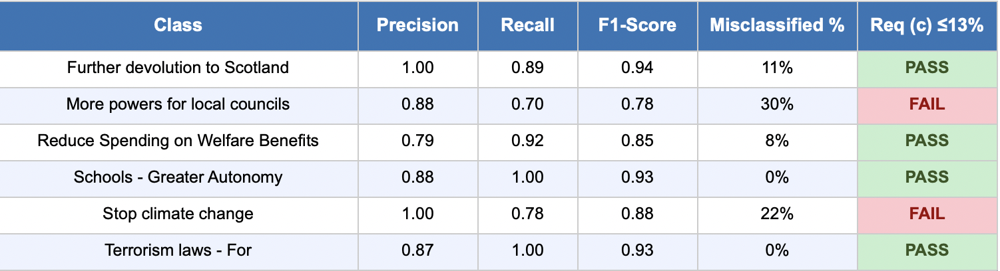 Class Precision Recall F1-Score Misclassified % Req (c) ≤13%
Further devolution to Scotland 1.00 0.89 0.94 11% PASS
More powers for local councils 0.88 0.70 0.78 30% FAIL
Reduce Spending on Welfare Benefits 0.79 0.92 0.85 8% PASS
Schools - Greater Autonomy 0.88 1.00 0.93 0% PASS
Stop climate change 1.00 0.78 0.88 22% FAIL
Terrorism laws - For 0.87 1.00 0.93 0% PASS